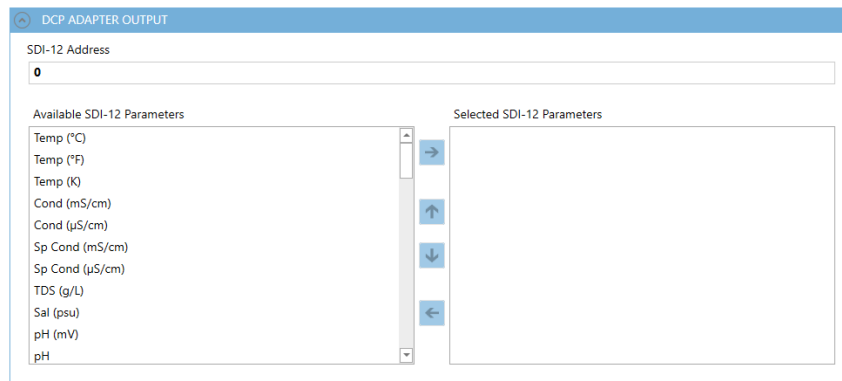 DCP ADAPTER OUTPUT
SDI-12 Address
0
Available SDI-12 Parameters
Selected SDI-12 Parameters
Temp (°C)
Temp (°F)
Temp (K)
Cond (mS/cm)
Cond (µS/cm)
Sp Cond (mS/cm)
Sp Cond (µS/cm)
TDS (g/L)
Sal (psu)
pH (mV)
pH